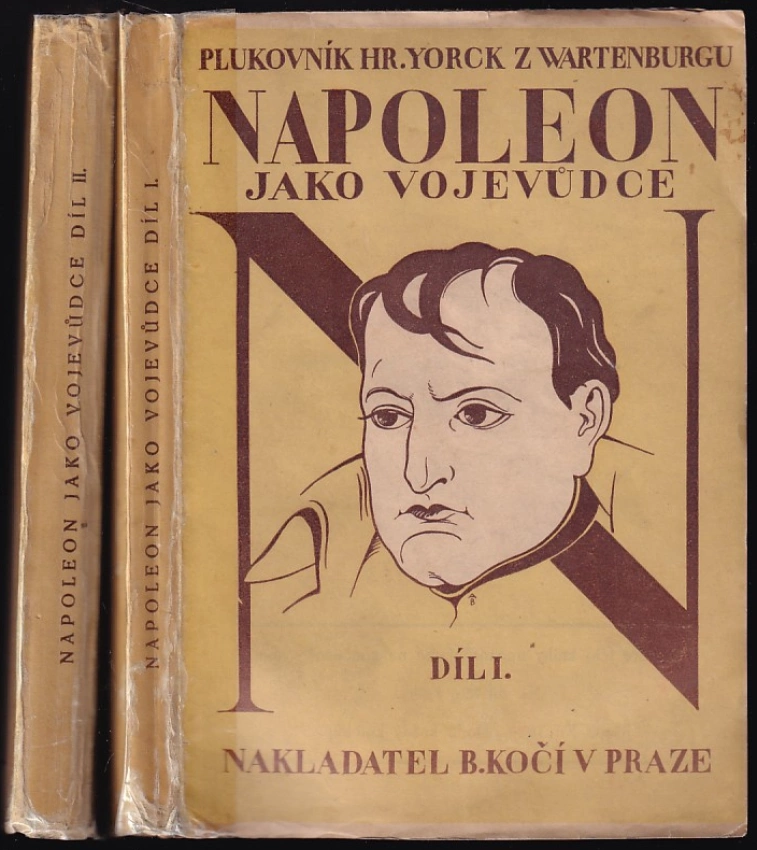 NAPOLEON JAKO VOJEVŮDCE DÍL II.
NAPOLEON JAKO VOJEVŮDCE DÍL I.
PLUKOVNÍK HR. YORCK Z WARTENBURGU
NAPOLEON
JAKO VOJEVŮDCE
N
DÍL I.
NAKLADATEL B. KOČÍ V PRAZE